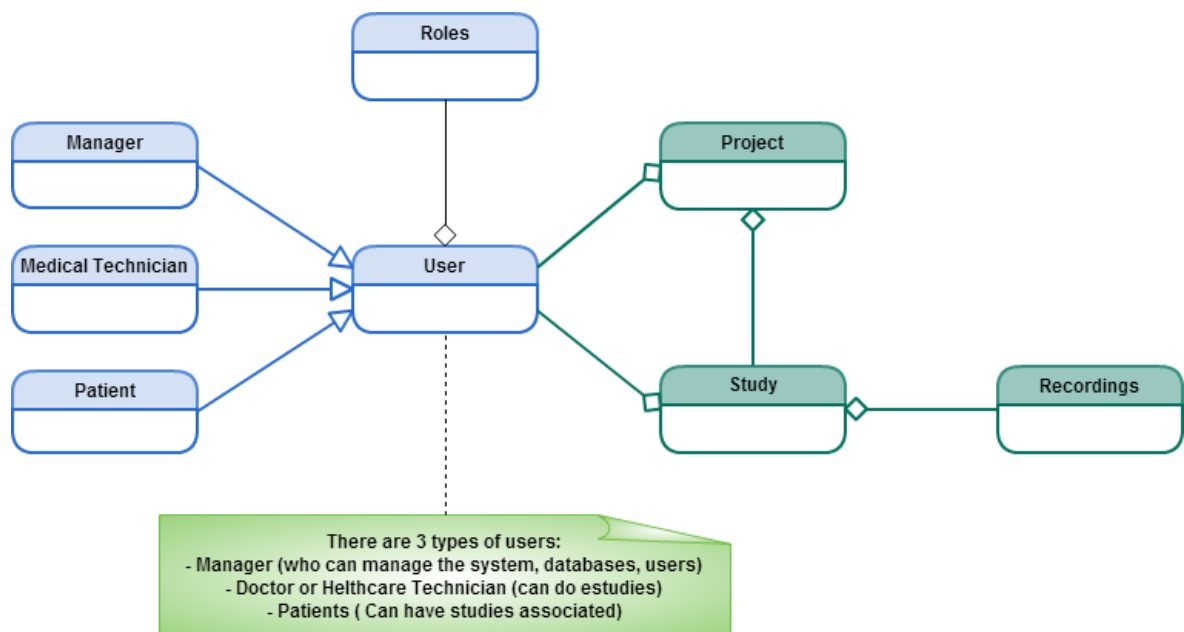 Roles
Manager
Project
Medical Technician
User
Patient
Study
Recordings
There are 3 types of users:
- Manager (who can manage the system, databases, users)
- Doctor or Helthcare Technician (can do estudies)
- Patients ( Can have studies associated)